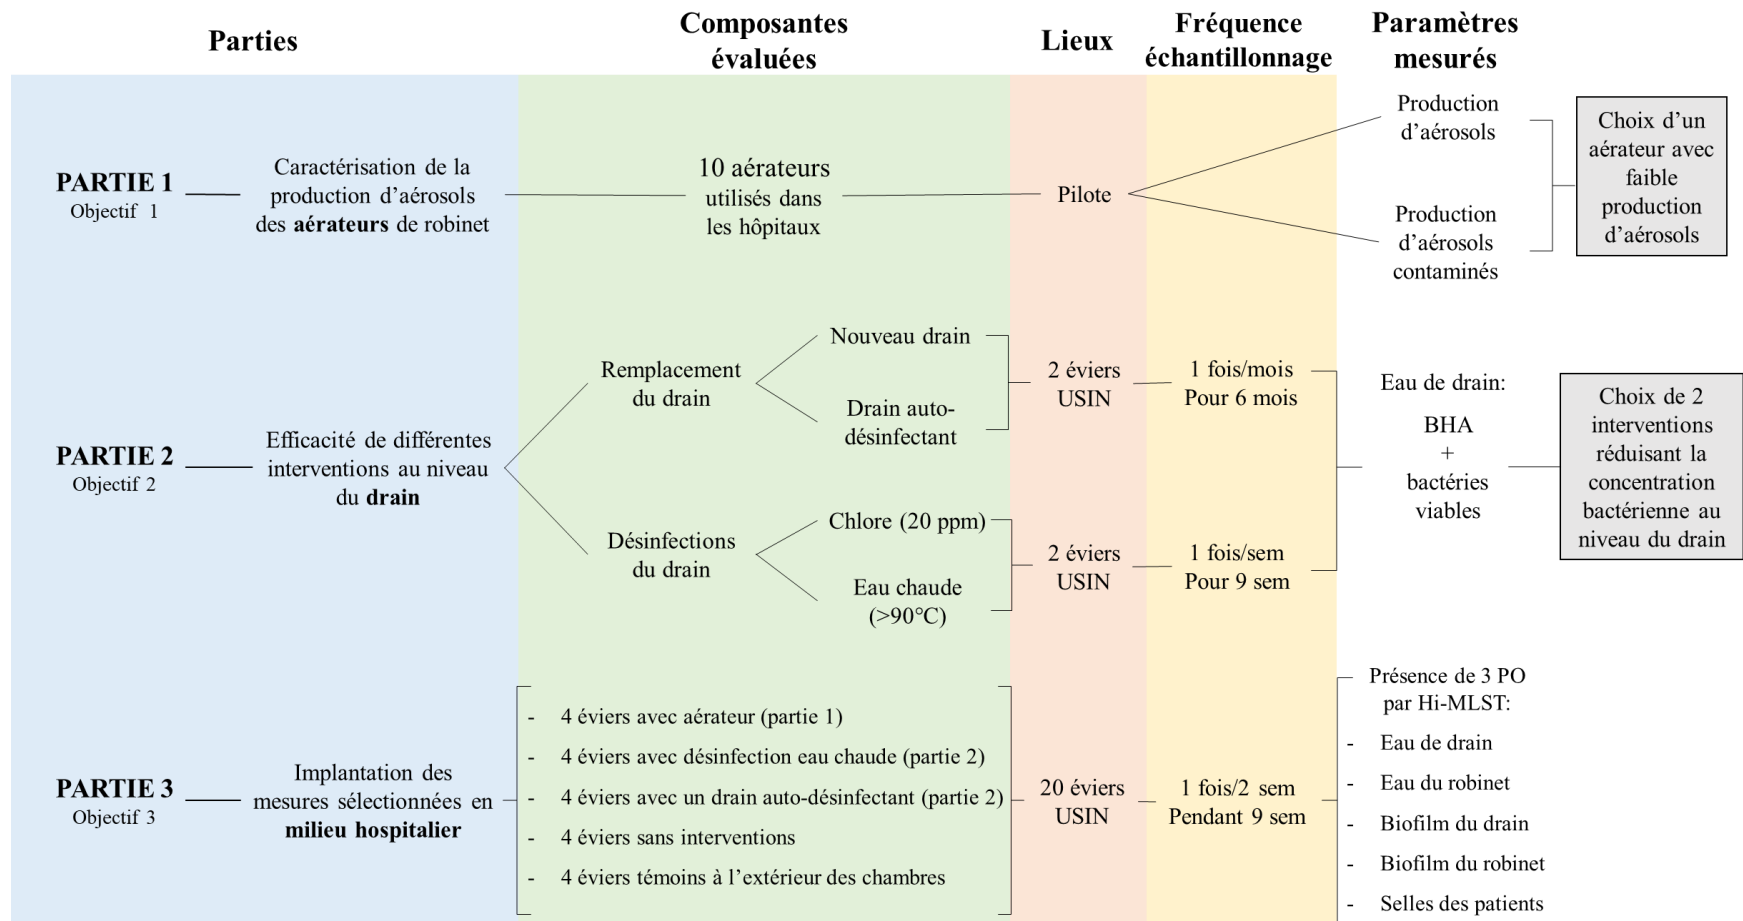 Parties
Composantes
évaluées
Lieux
Fréquence
échantillonnage
Paramètres
mesurés
PARTIE 1
Objectif 1
Caractérisation de la
production d'aérosols
des aérateurs de robinet
10 aérateurs
utilisés dans
les hôpitaux
Pilote
Production
d'aérosols
Production
d'aérosols
contaminés
Choix d'un
aérateur avec
faible
production
d'aérosols
PARTIE 2
Objectif 2
Efficacité de différentes
interventions au niveau
du drain
Remplacement
du drain
Nouveau drain
Drain auto-
désinfectant
2 éviers
USIN
1 fois/mois
Pour 6 mois
Désinfections
du drain
Chlore (20 ppm)
Eau chaude
(>90°C)
2 éviers
USIN
1 fois/sem
Pour 9 sem
Eau de drain:
BHA
+
bactéries
viables
Choix de 2
interventions
réduisant la
concentration
bactérienne au
niveau du drain
PARTIE 3
Objectif 3
Implantation des
mesures sélectionnées en
milieu hospitalier
- 4 éviers avec aérateur (partie 1)
- 4 éviers avec désinfection eau chaude (partie 2)
- 4 éviers avec un drain auto-désinfectant (partie 2)
- 4 éviers sans interventions
- 4 éviers témoins à l'extérieur des chambres
20 éviers
USIN
1 fois/2 sem
Pendant 9 sem
Présence de 3 PO
par Hi-MLST:
- Eau de drain
- Eau du robinet
- Biofilm du drain
- Biofilm du robinet
- Selles des patients